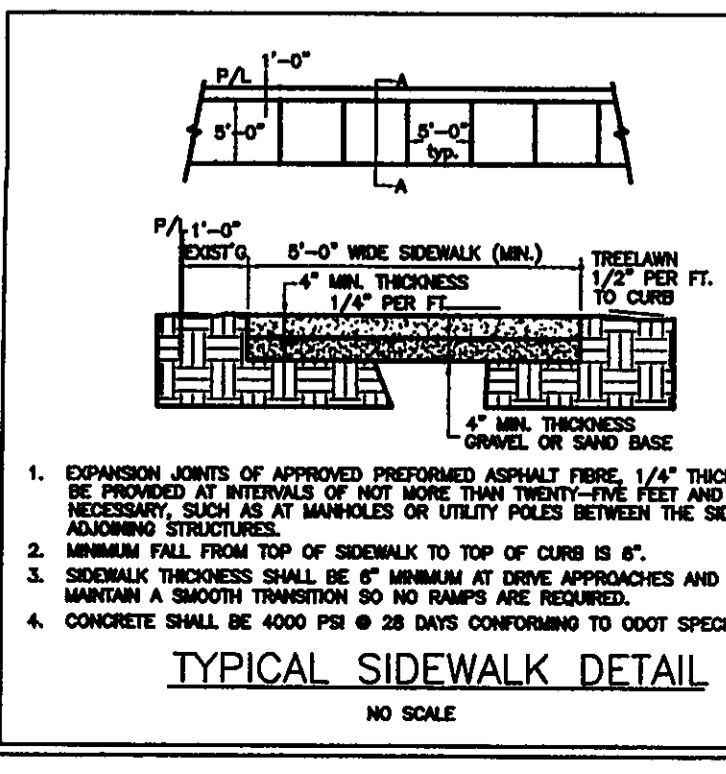 1'-0"
P/L
A
5'-0"
5'-0"
typ.
A
P/L
1'-0"
EXIST'G
5'-0" WIDE SIDEWALK (MIN.)
TREELAWN
1/2" PER FT.
TO CURB
4" MIN. THICKNESS
1/4" PER FT.
4" MIN. THICKNESS
GRAVEL OR SAND BASE
1. EXPANSION JOINTS OF APPROVED PREFORMED ASPHALT FIBRE, 1/4" THIC
BE PROVIDED AT INTERVALS OF NOT MORE THAN TWENTY-FIVE FEET AND
NECESSARY, SUCH AS AT MANHOLES OR UTILITY POLES BETWEEN THE SI
ADJOINING STRUCTURES.
2. MINIMUM FALL FROM TOP OF SIDEWALK TO TOP OF CURB IS 6".
3. SIDEWALK THICKNESS SHALL BE 6" MINIMUM AT DRIVE APPROACHES AND
MAINTAIN A SMOOTH TRANSITION SO NO RAMPS ARE REQUIRED.
4. CONCRETE SHALL BE 4000 PSI @ 28 DAYS CONFORMING TO ODOT SPECI
TYPICAL SIDEWALK DETAIL
NO SCALE